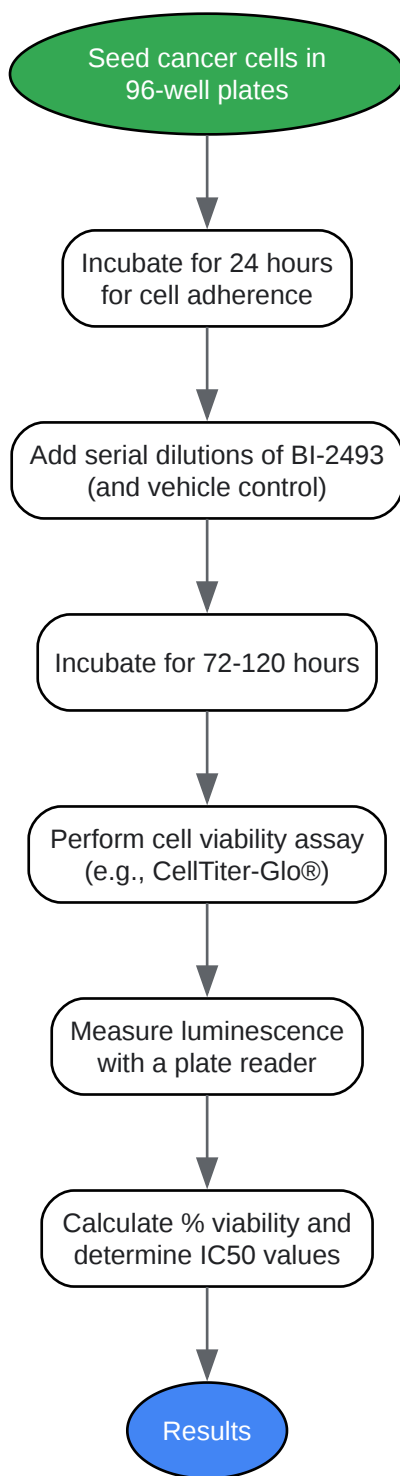 Seed cancer cells in
96-well plates
Incubate for 24 hours
for cell adherence
Add serial dilutions of BI-2493
(and vehicle control)
Incubate for 72-120 hours
Perform cell viability assay
(e.g., CellTiter-Glo®)
Measure luminescence
with a plate reader
Calculate % viability and
determine IC50 values
Results